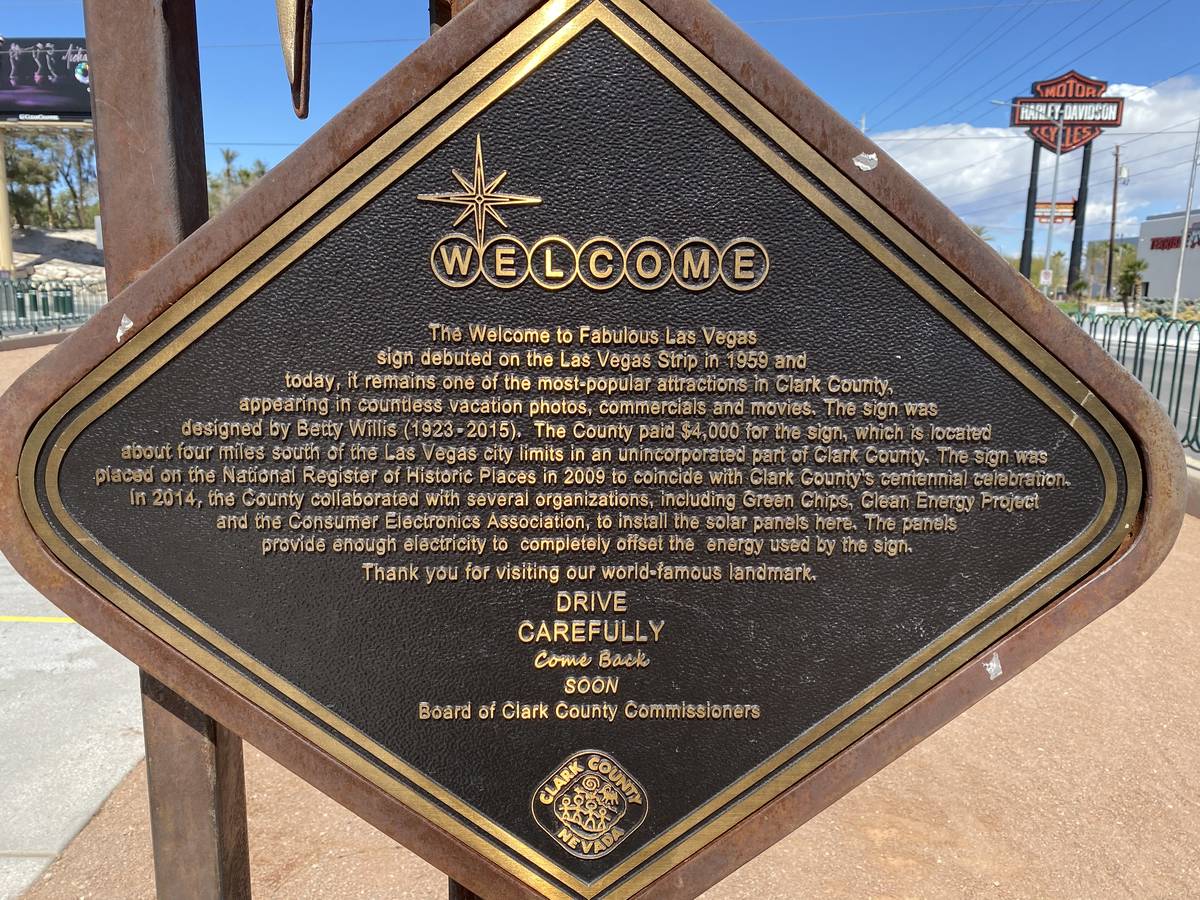 MOTOR
HARLEY-DAVIDSON
CYCLES
WELCOME
The Welcome to Fabulous Las Vegas
sign debuted on the Las Vegas Strip in 1959 and
today, it remains one of the most-popular attractions in Clark County,
appearing in countless vacation photos, commercials and movies. The sign was
designed by Betty Willis (1923-2015). The County paid $4,000 for the sign, which is located
about four miles south of the Las Vegas city limits in an unincorporated part of Clark County. The sign was
placed on the National Register of Historic Places in 2009 to coincide with Clark County's centennial celebration.
In 2014, the County collaborated with several organizations, including Green Chips, Clean Energy Project
and the Consumer Electronics Association, to install the solar panels here. The panels
provide enough electricity to completely offset the energy used by the sign.
Thank you for visiting our world-famous landmark.
DRIVE
CAREFULLY
Come Back
SOON
Board of Clark County Commissioners
CLARK COUNTY
NEVADA